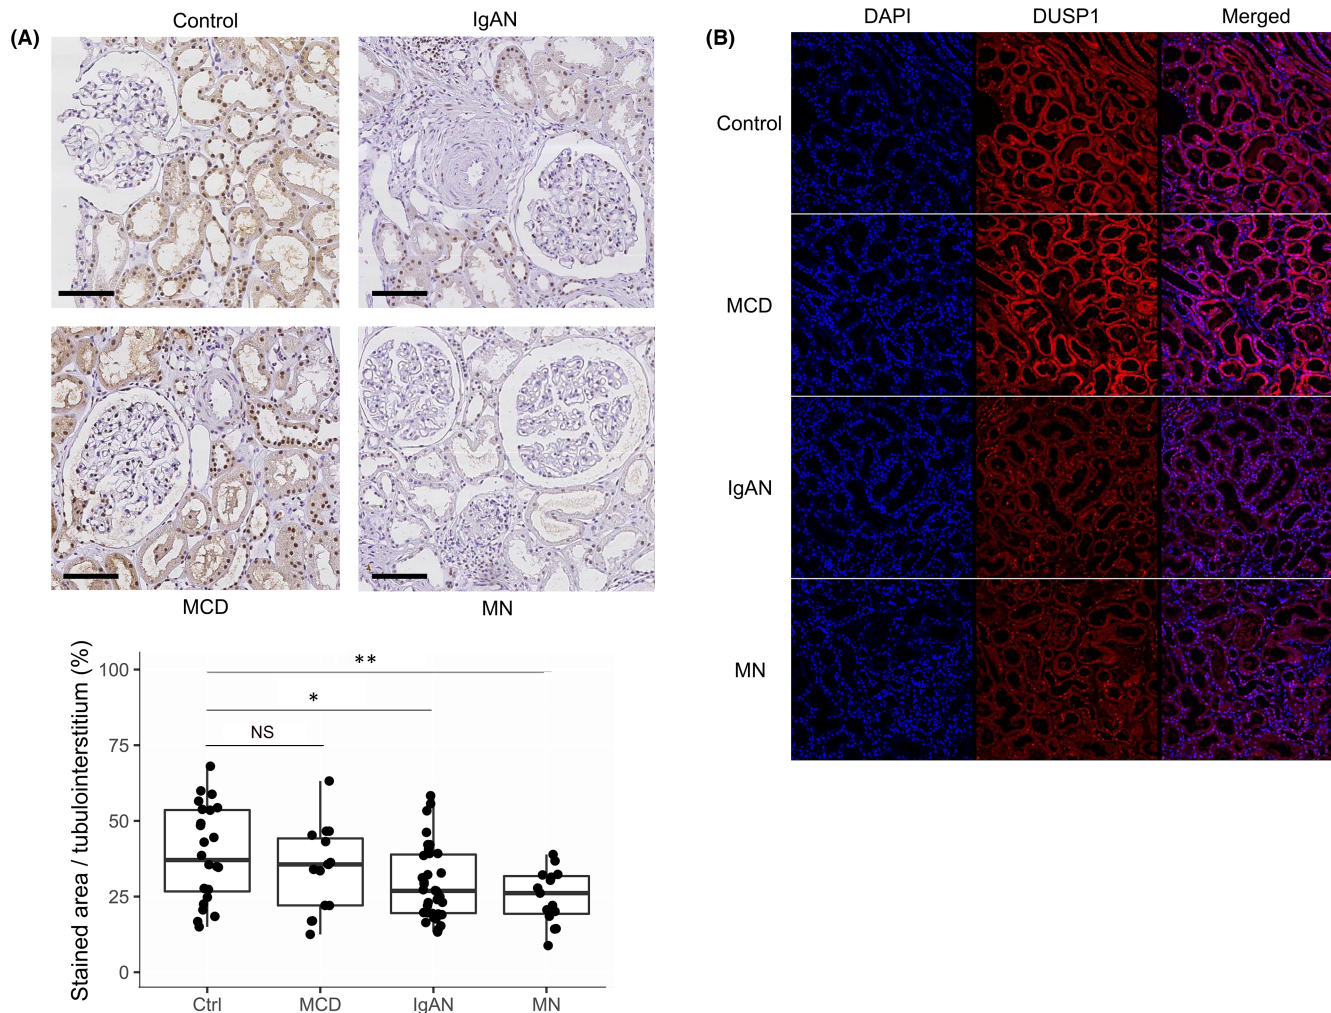 (A)
Control
IgAN
MCD
MN
Stained area / tubulointerstitium (%)
100
75
50
25
0
**
*
NS
Ctrl
MCD
IgAN
MN
(B)
DAPI
DUSP1
Merged
Control
MCD
IgAN
MN